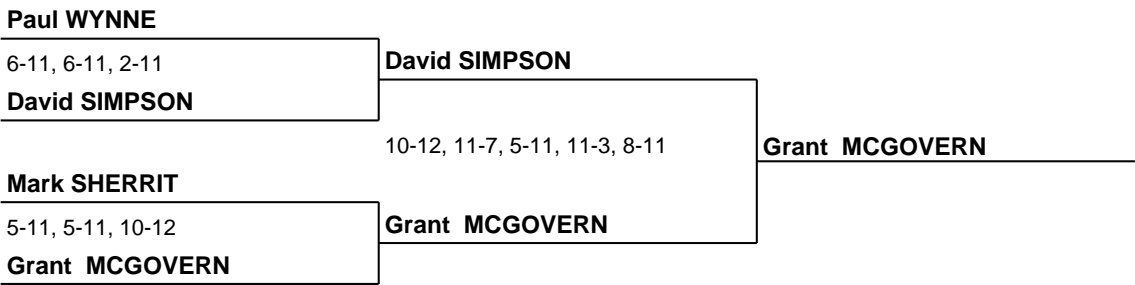 Paul WYNNE
6-11, 6-11, 2-11
David SIMPSON
David SIMPSON
10-12, 11-7, 5-11, 11-3, 8-11
Grant  MCGOVERN
Mark SHERRIT
5-11, 5-11, 10-12
Grant  MCGOVERN
Grant  MCGOVERN